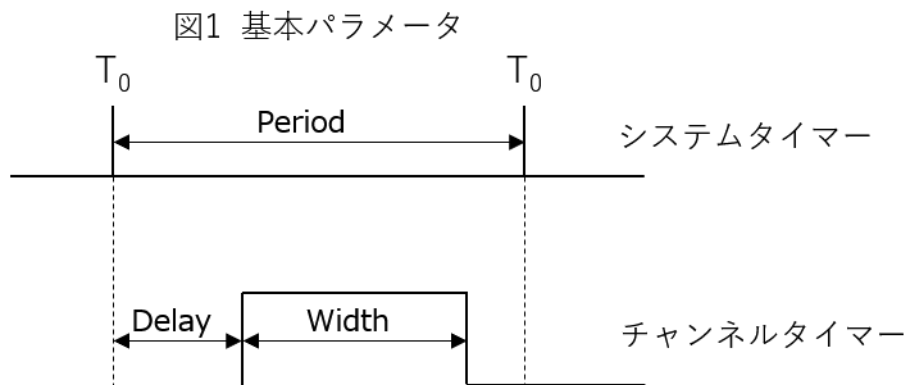 図1 基本パラメータ
T0 T0
Period
システムタイマー
Delay Width
チャンネルタイマー